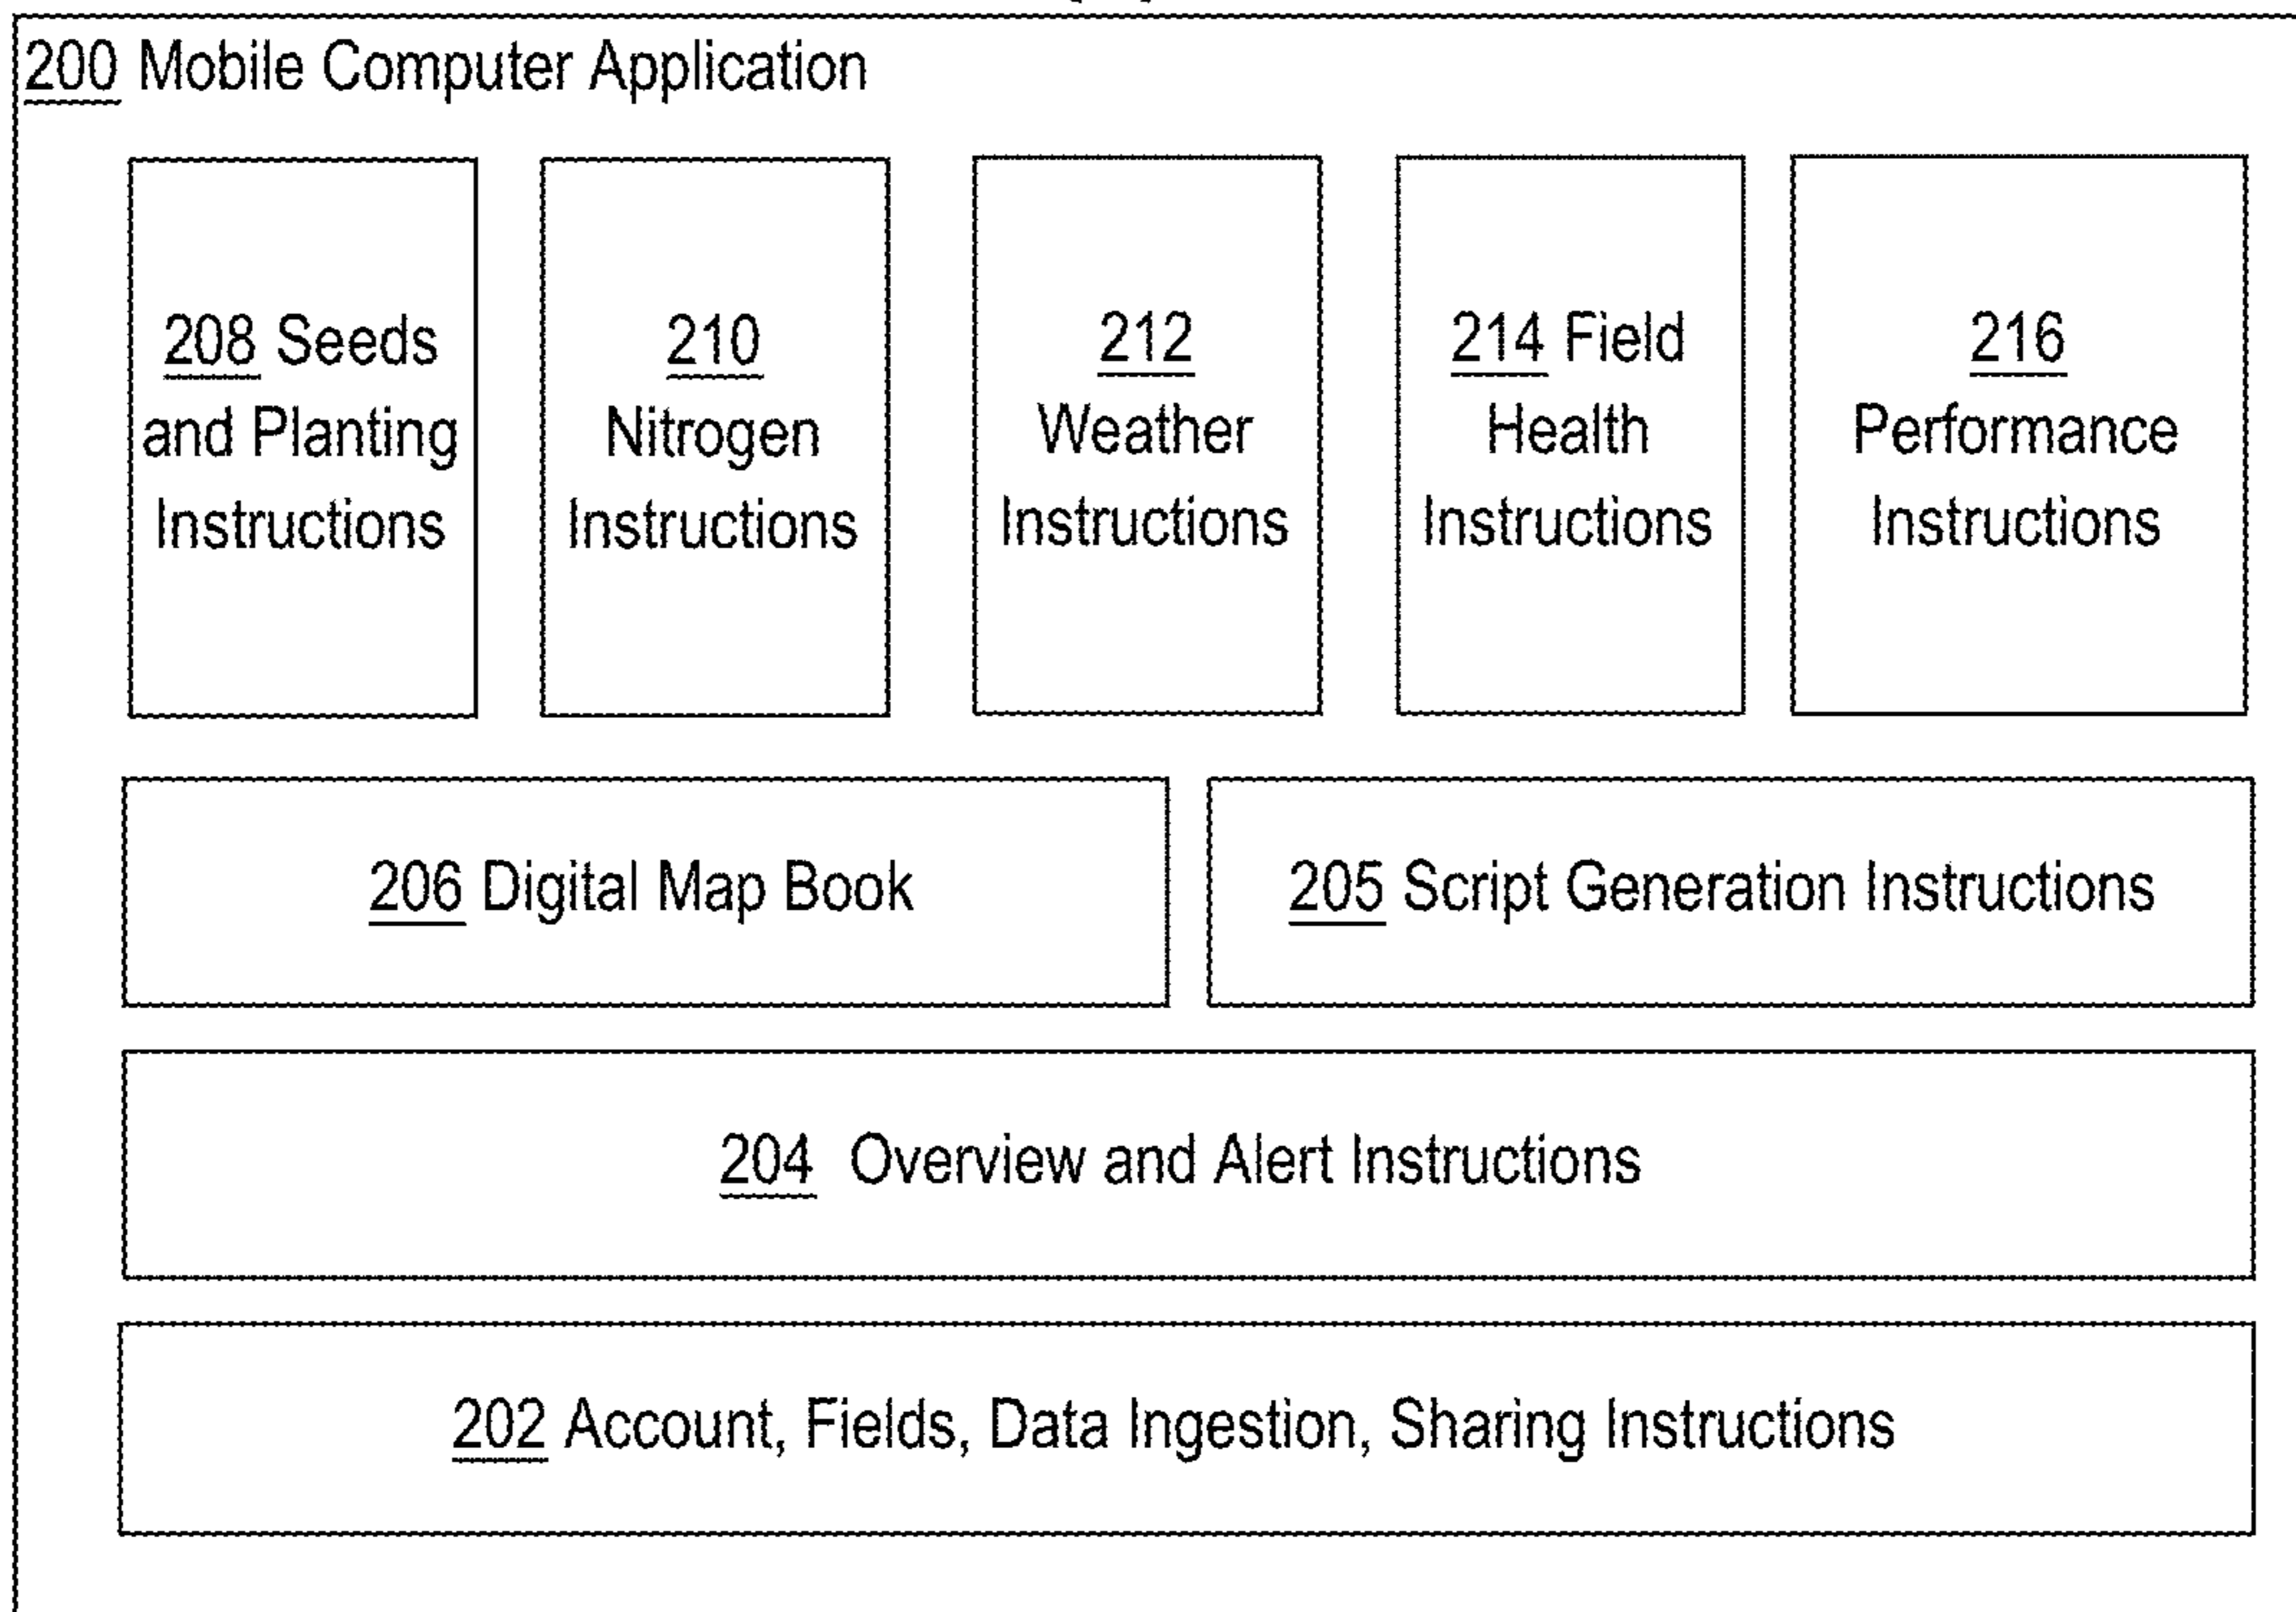 200 Mobile Computer Application
208 Seeds
and Planting
Instructions
210
Nitrogen
Instructions
212
Weather
Instructions
214 Field
Health
Instructions
216
Performance
Instructions
206 Digital Map Book
205 Script Generation Instructions
204 Overview and Alert Instructions
202 Account, Fields, Data Ingestion, Sharing Instructions